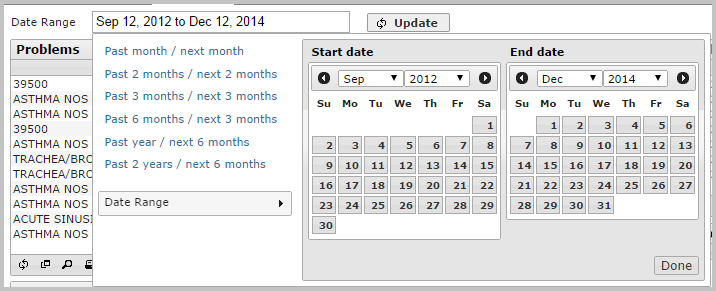 Date Range Sep 12, 2012 to Dec 12, 2014 Update
Problems
39500
ASTHMA NOS
ASTHMA NOS
39500
ASTHMA NOS
TRACHEA/BRO
TRACHEA/BRO
ASTHMA NOS
ASTHMA NOS
ACUTE SINUSI
ASTHMA NOS
Past month / next month
Past 2 months / next 2 months
Past 3 months / next 3 months
Past 6 months / next 3 months
Past year / next 6 months
Past 2 years / next 6 months
Date Range
Start date
Sep 2012
Su Mo Tu We Th Fr Sa
1
2 3 4 5 6 7 8
9 10 11 12 13 14 15
16 17 18 19 20 21 22
23 24 25 26 27 28 29
30
End date
Dec 2014
Su Mo Tu We Th Fr Sa
1 2 3 4 5 6
7 8 9 10 11 12 13
14 15 16 17 18 19 20
21 22 23 24 25 26 27
28 29 30 31
Done